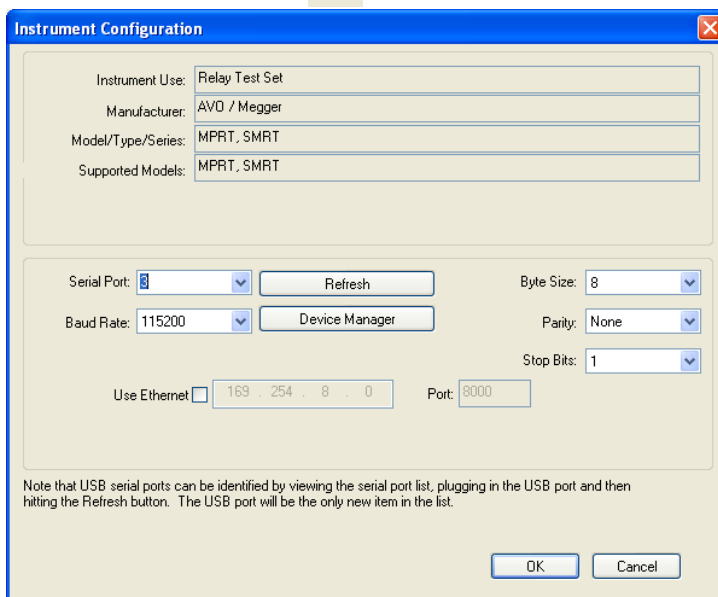 Instrument Configuration
Instrument Use: Relay Test Set
Manufacturer: AVO / Megger
Model/Type/Series: MPRT, SMRT
Supported Models: MPRT, SMRT
Serial Port: 3 Refresh Byte Size: 8
Baud Rate: 115200 Device Manager Parity: None
Stop Bits: 1
Use Ethernet 169 . 254 . 8 . 0 Port: 8000
Note that USB serial ports can be identified by viewing the serial port list, plugging in the USB port and then
hitting the Refresh button. The USB port will be the only new item in the list.
OK Cancel